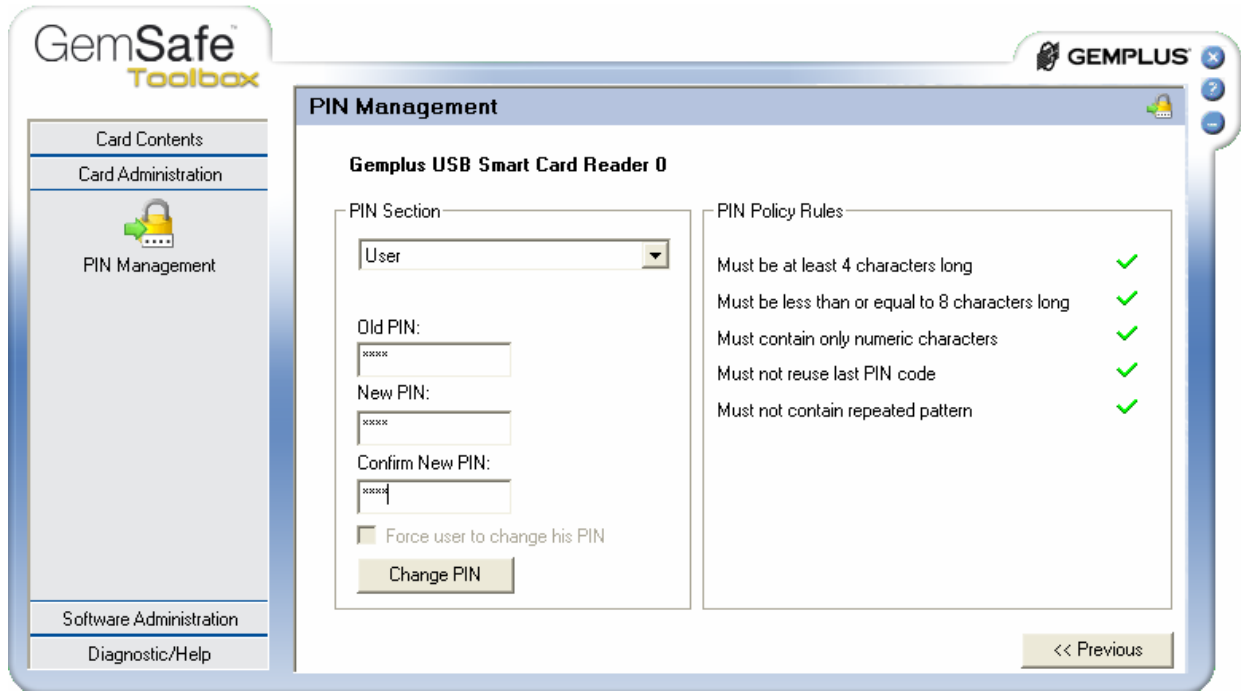 GemSafe™
Toolbox
GEMPLUS
PIN Management
Card Contents
Card Administration
PIN Management
Software Administration
Diagnostic/Help
Gemplus USB Smart Card Reader 0
PIN Section
User
Old PIN:
****
New PIN:
****
Confirm New PIN:
****
Force user to change his PIN
Change PIN
PIN Policy Rules
Must be at least 4 characters long
Must be less than or equal to 8 characters long
Must contain only numeric characters
Must not reuse last PIN code
Must not contain repeated pattern
<< Previous